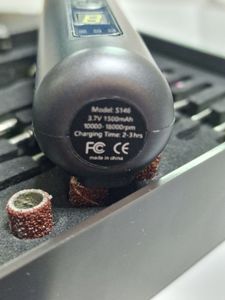 Model: S146
3.7V 1500mAh
10000-18000rpm
Charging Time: 2-3hrs
FC CE
made in china